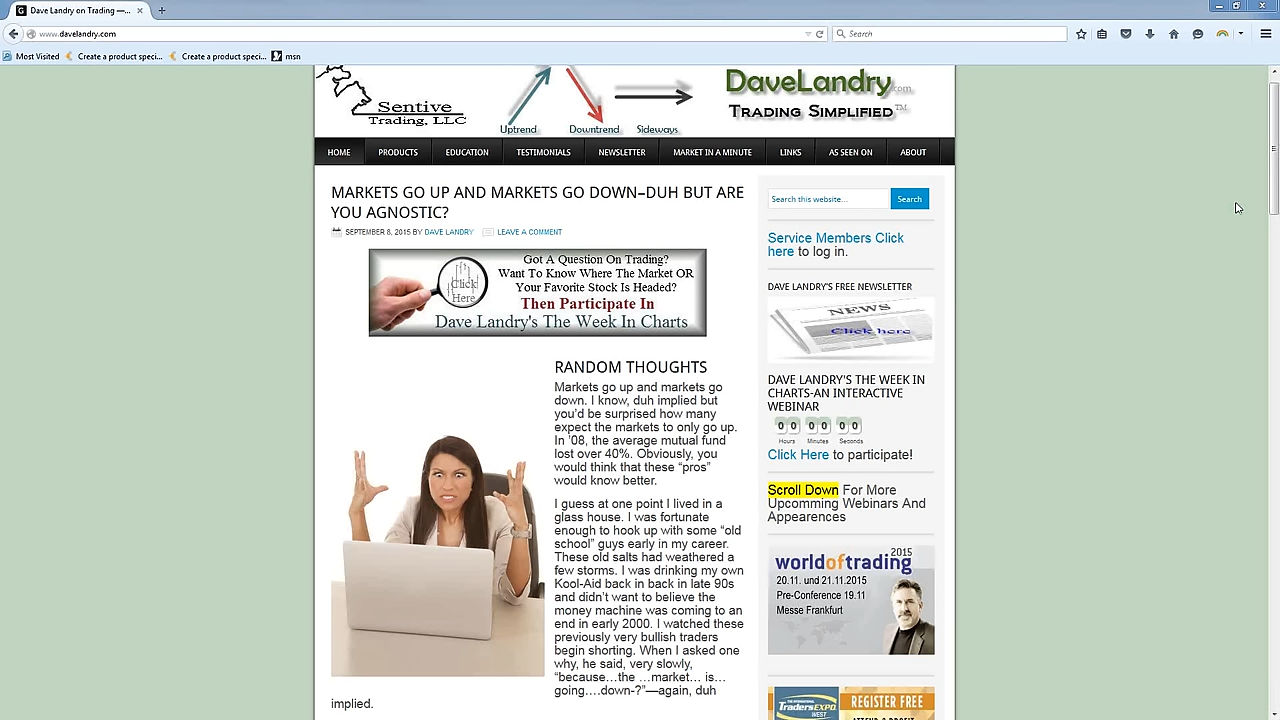 Dave Landry on Trading —...
www.davelandry.com
Search
Most Visited
Create a product speci...
Create a product speci...
msn
Sentive
Trading, LLC
Uptrend
Downtrend
Sideways
DaveLandry.com
TRADING SIMPLIFIED™
HOME
PRODUCTS
EDUCATION
TESTIMONIALS
NEWSLETTER
MARKET IN A MINUTE
LINKS
AS SEEN ON
ABOUT
MARKETS GO UP AND MARKETS GO DOWN–DUH BUT ARE
YOU AGNOSTIC?
SEPTEMBER 8, 2015 BY DAVE LANDRY
LEAVE A COMMENT
Click
Here
Got A Question On Trading?
Want To Know Where The Market OR
Your Favorite Stock Is Headed?
Then Participate In
Dave Landry's The Week In Charts
RANDOM THOUGHTS
Markets go up and markets go
down. I know, duh implied but
you'd be surprised how many
expect the markets to only go up.
In '08, the average mutual fund
lost over 40%. Obviously, you
would think that these “pros”
would know better.
I guess at one point I lived in a
glass house. I was fortunate
enough to hook up with some “old
school” guys early in my career.
These old salts had weathered a
few storms. I was drinking my own
Kool-Aid back in back in late 90s
and didn't want to believe the
money machine was coming to an
end in early 2000. I watched these
previously very bullish traders
begin shorting. When I asked one
why, he said, very slowly,
“because…the …market… is…
going….down-?”—again, duh
implied.
Search this website...
Search
Service Members Click
here to log in.
DAVE LANDRY'S FREE NEWSLETTER
NEWS
Click here
DAVE LANDRY'S THE WEEK IN
CHARTS-AN INTERACTIVE
WEBINAR
0 0 0 0 0 0
Hours Minutes Seconds
Click Here to participate!
Scroll Down For More
Upcomming Webinars And
Appearences
2015
worldoftrading
20.11. und 21.11.2015
Pre-Conference 19.11
Messe Frankfurt
TradersEXPO
WEST
REGISTER FREE